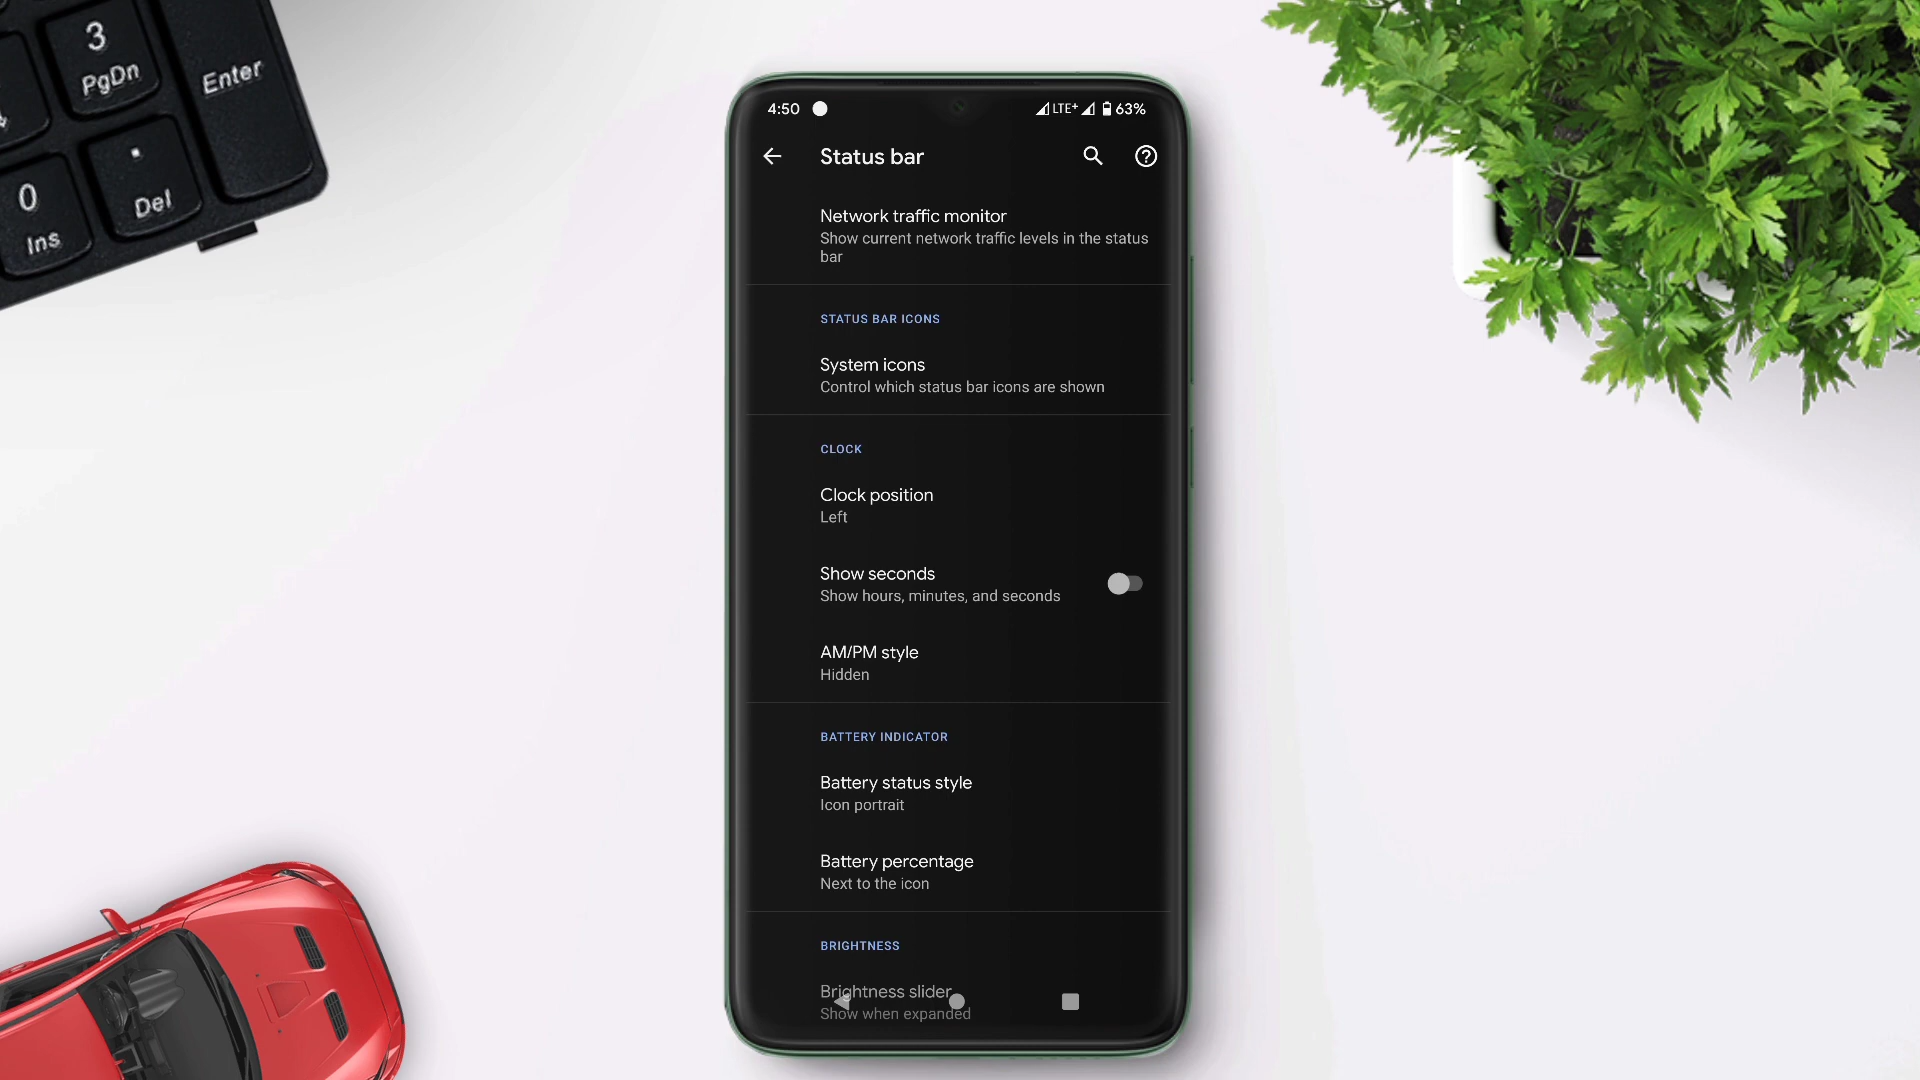 3
PgDn
Enter
0
Ins
.
Del
4:50
LTE+
63%
Status bar
Network traffic monitor
Show current network traffic levels in the status
bar
STATUS BAR ICONS
System icons
Control which status bar icons are shown
CLOCK
Clock position
Left
Show seconds
Show hours, minutes, and seconds
AM/PM style
Hidden
BATTERY INDICATOR
Battery status style
Icon portrait
Battery percentage
Next to the icon
BRIGHTNESS
Brightness slider
Show when expanded